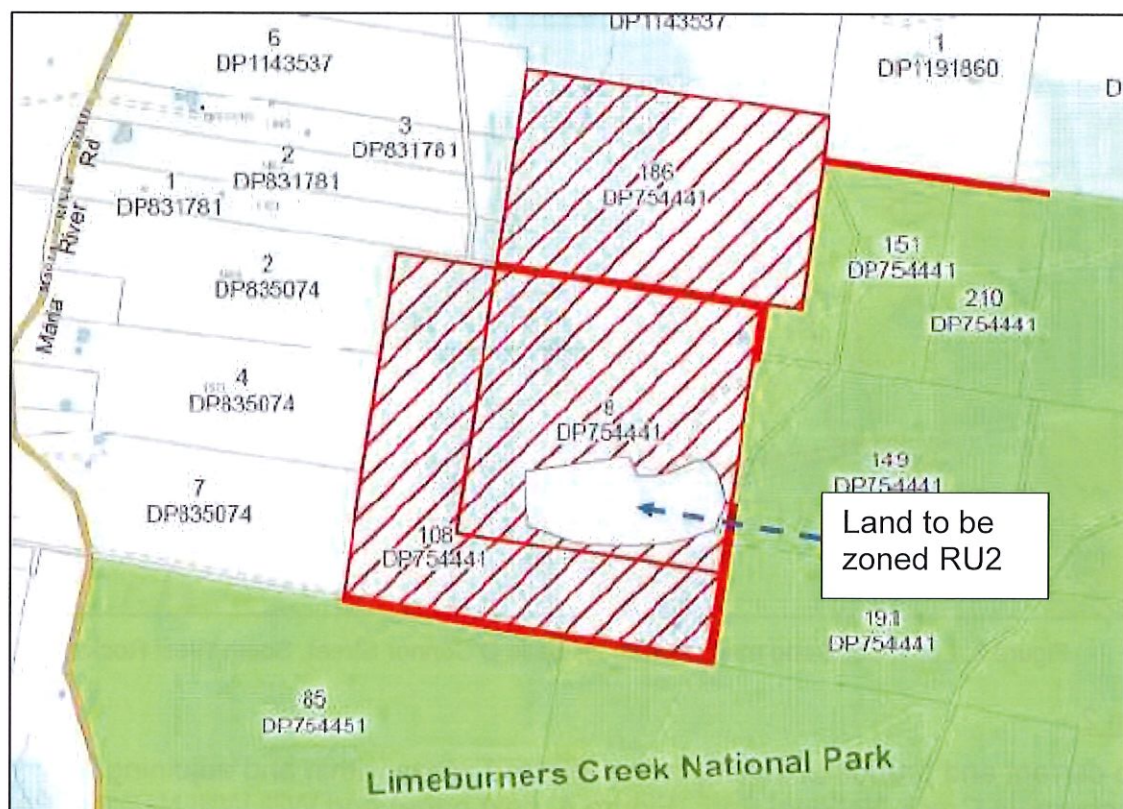 6
DP1143537
DP1143537
1
DP1191860
D
3
DP831781
2
DP831781
1
DP831781
186
DP754441
Maria River Rd
2
DP835074
151
DP754441
210
DP754441
4
DP835074
8
DP754441
149
DP754441
7
DP835074
108
DP754441
Land to be
zoned RU2
191
DP754441
85
DP754451
Limeburners Creek National Park